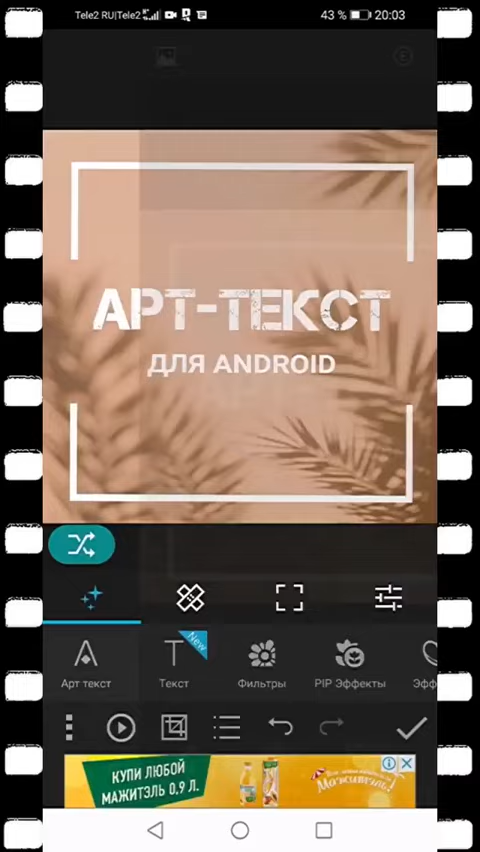 Tele2 RU|Tele2
43 % 20:03
АРТ-ТЕКСТ
ДЛЯ ANDROID
New
Арт текст
Текст
Фильтры
PIP Эффекты
Эфф
КУПИ ЛЮБОЙ
МАЖИТЭЛЬ 0,9 Л.
Мажитэль!